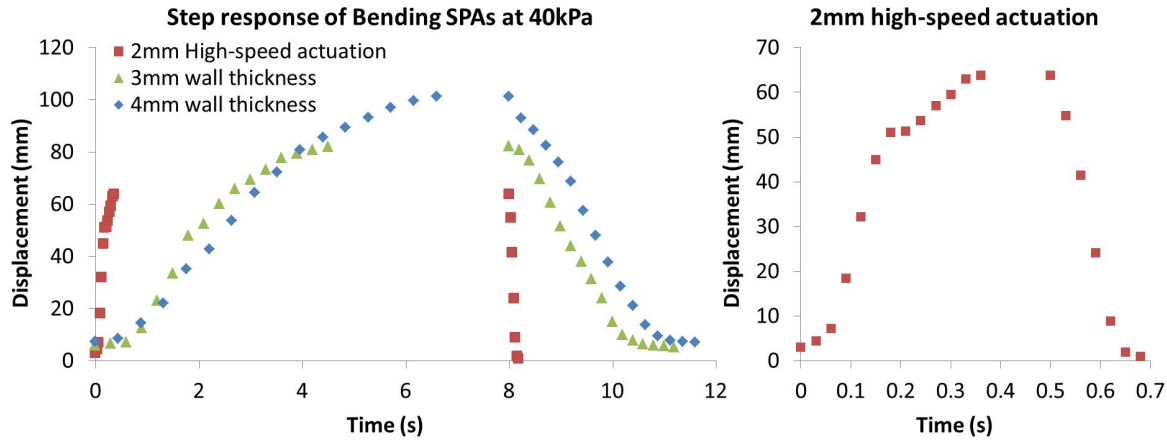 Step response of Bending SPAs at 40kPa
120
100
80
60
40
20
0
Displacement (mm)
2mm High-speed actuation
3mm wall thickness
4mm wall thickness
0 2 4 6 8 10 12
Time (s)
2mm high-speed actuation
70
60
50
40
30
20
10
0
Displacement (mm)
0 0.1 0.2 0.3 0.4 0.5 0.6 0.7
Time (s)